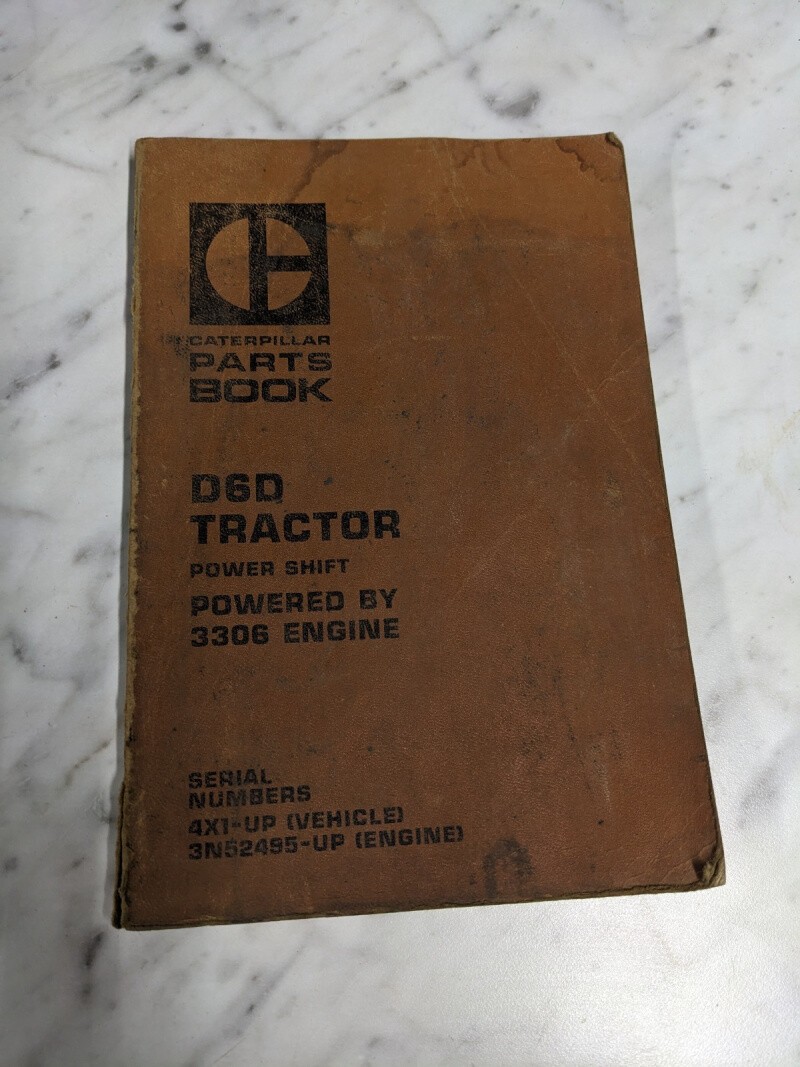 CATERPILLAR
PARTS
BOOK
D6D
TRACTOR
POWER SHIFT
POWERED BY
3306 ENGINE
SERIAL
NUMBERS
4X1-UP (VEHICLE)
3N52495-UP (ENGINE)